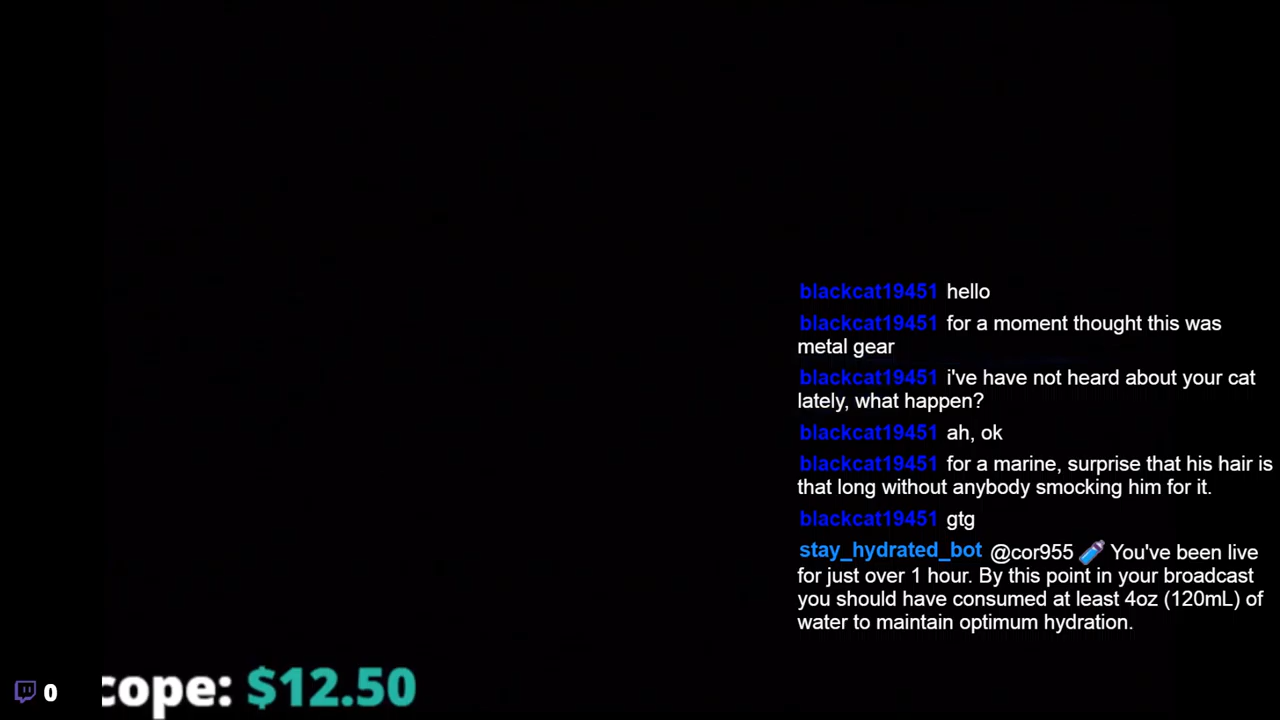 blackcat19451 hello
blackcat19451 for a moment thought this was
metal gear
blackcat19451 i've have not heard about your cat
lately, what happen?
blackcat19451 ah, ok
blackcat19451 for a marine, surprise that his hair is
that long without anybody smocking him for it.
blackcat19451 gtg
stay_hydrated_bot @cor955 You've been live
for just over 1 hour. By this point in your broadcast
you should have consumed at least 4oz (120mL) of
water to maintain optimum hydration.
cope: $12.50
0